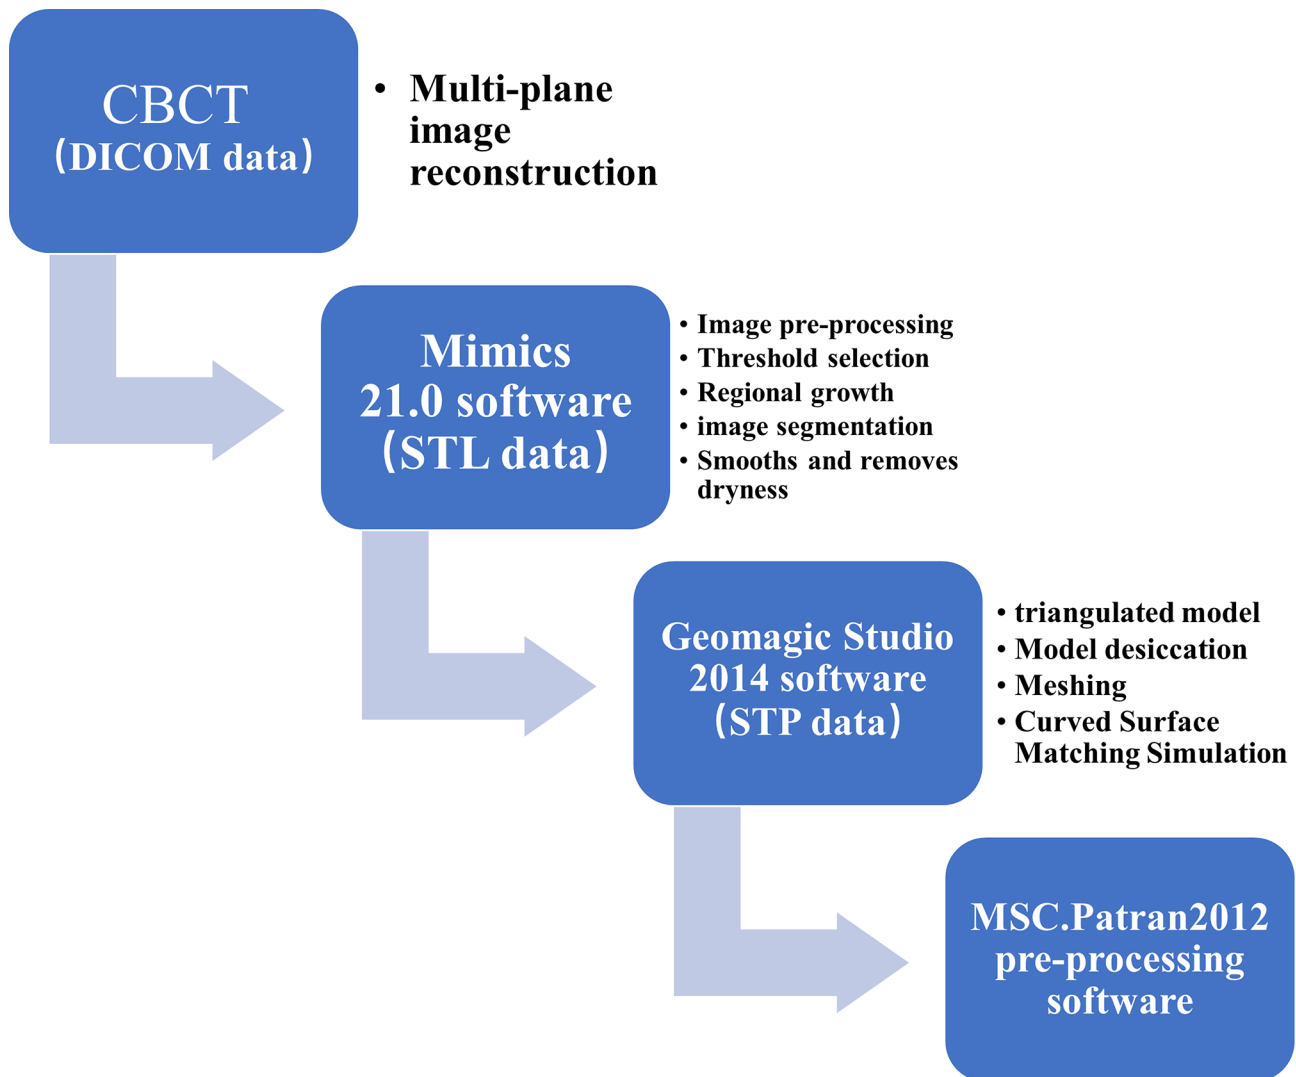 CBCT
（DICOM data）
• Multi-plane
image
reconstruction
Mimics
21.0 software
（STL data）
• Image pre-processing
• Threshold selection
• Regional growth
• image segmentation
• Smooths and removes
dryness
Geomagic Studio
2014 software
（STP data）
• triangulated model
• Model desiccation
• Meshing
• Curved Surface
Matching Simulation
MSC.Patran2012
pre-processing
software